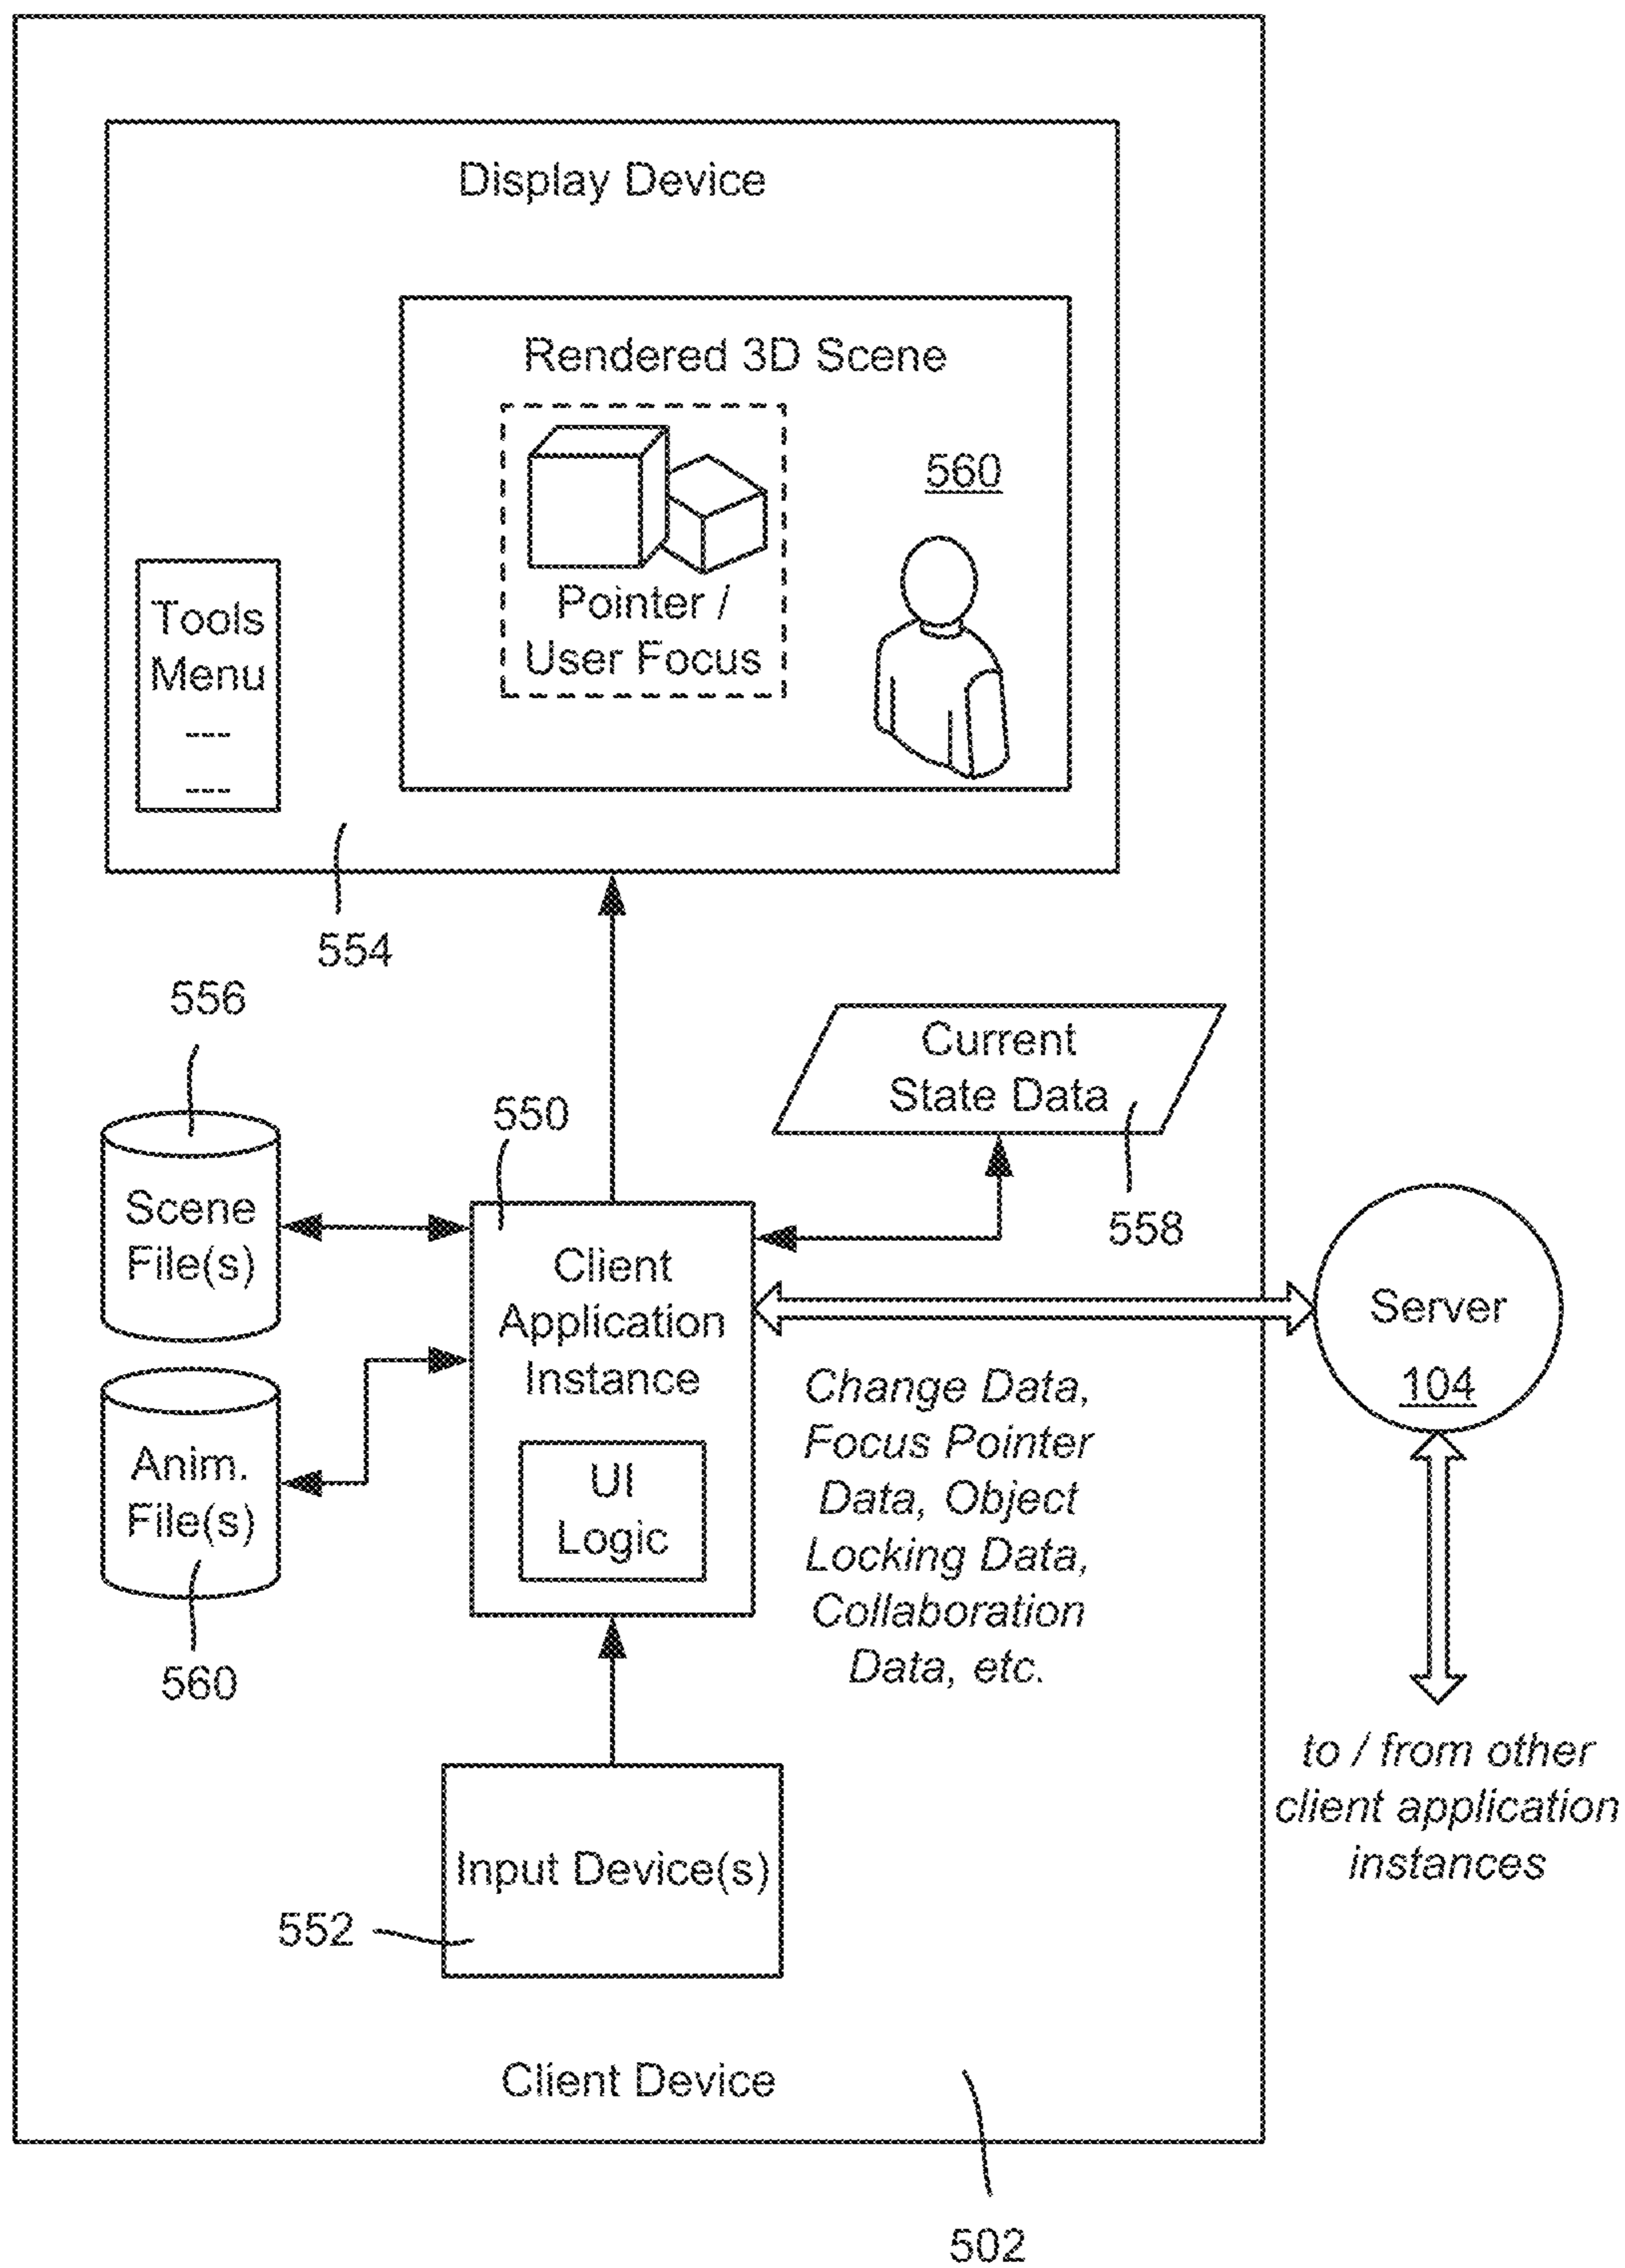 Display Device
Rendered 3D Scene
560
Pointer /
User Focus
Tools
Menu
---
---
554
556
Current
State Data
558
550
Scene
File(s)
Client
Application
Instance
UI
Logic
Anim.
File(s)
560
Server
104
Change Data,
Focus Pointer
Data, Object
Locking Data,
Collaboration
Data, etc.
to / from other
client application
instances
Input Device(s)
552
Client Device
502